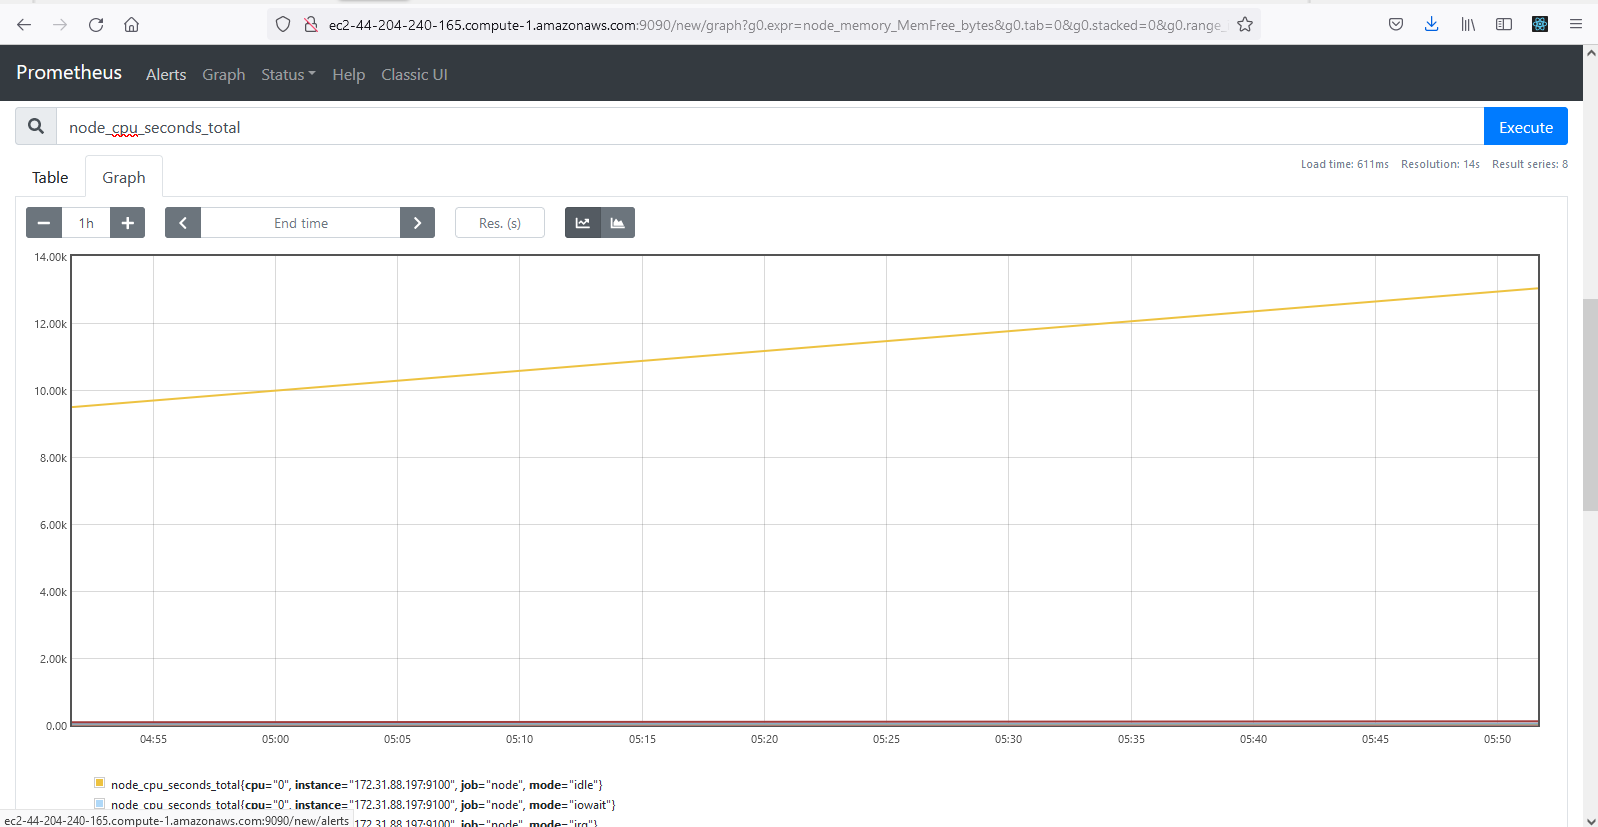 ec2-44-204-240-165.compute-1.amazonaws.com:9090/new/graph?g0.expr=node_memory_MemFree_bytes&g0.tab=0&g0.stacked=0&g0.range_
Prometheus Alerts Graph Status Help Classic UI
node_cpu_seconds_total Execute
Load time: 611ms Resolution: 14s Result series: 8
Table Graph
1h End time Res. (s)
14.00k
12.00k
10.00k
8.00k
6.00k
4.00k
2.00k
0.00
04:55 05:00 05:05 05:10 05:15 05:20 05:25 05:30 05:35 05:40 05:45 05:50
node_cpu_seconds_total{cpu="0", instance="172.31.88.197:9100", job="node", mode="idle"}
node_cpu_seconds_total{cpu="0", instance="172.31.88.197:9100", job="node", mode="iowait"}
172.31.88.197:9100", job="node", mode="irq"}
ec2-44-204-240-165.compute-1.amazonaws.com:9090/new/alerts